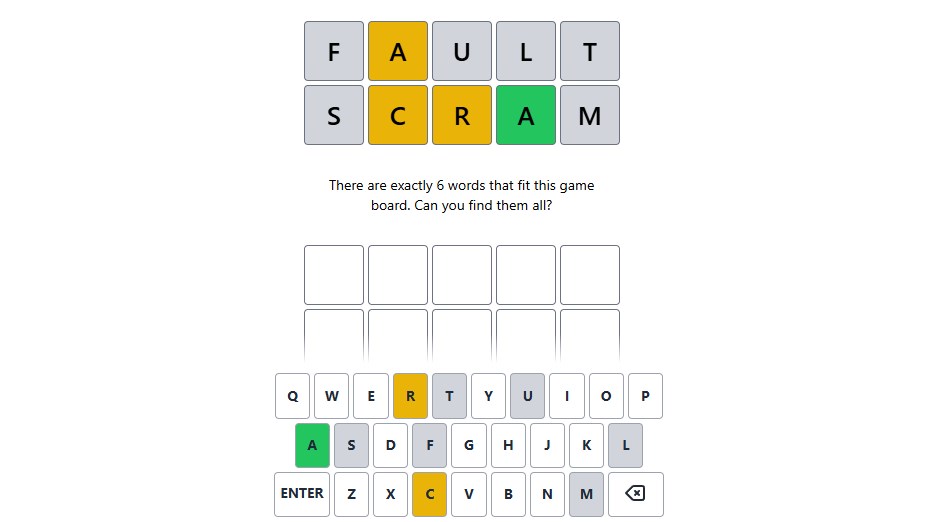 F A U L T
S C R A M
There are exactly 6 words that fit this game
board. Can you find them all?
Q W E R T Y U I O P
A S D F G H J K L
ENTER Z X C V B N M